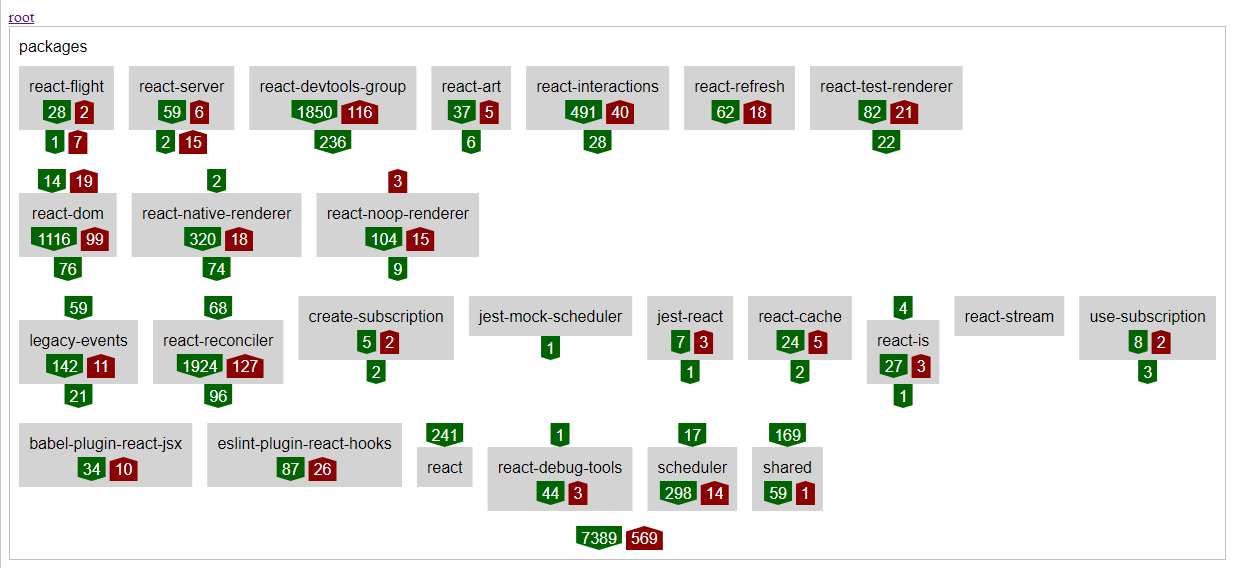 root
packages
react-flight react-server react-devtools-group react-art react-interactions react-refresh react-test-renderer
28 2 59 6 1850 116 37 5 491 40 62 18 82 21
1 7 2 15 236 6 28 22
14 19 2 3
react-dom react-native-renderer react-noop-renderer
1116 99 320 18 104 15
76 74 9
59 68 4
create-subscription jest-mock-scheduler jest-react react-cache react-stream use-subscription
legacy-events react-reconciler react-is
5 2 1 7 3 24 5 8 2
142 11 1924 127 27 3
2 1 2 3
21 96 1
241 1 17 169
babel-plugin-react-jsx eslint-plugin-react-hooks
react react-debug-tools scheduler shared
34 10 87 26
44 3 298 14 59 1
7389 569